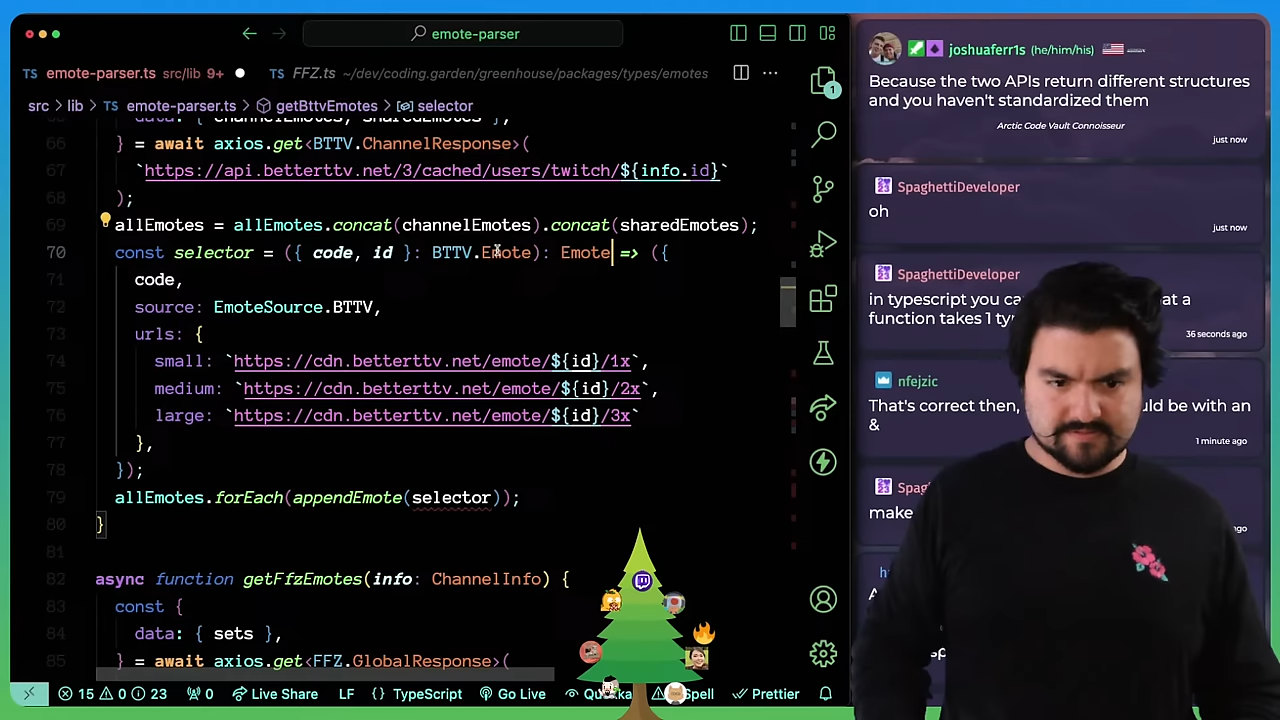 emote-parser
TS emote-parser.ts src/lib 9+ ● TS FFZ.ts ~/dev/coding.garden/greenhouse/packages/types/emotes
src > lib > TS emote-parser.ts > getBttvEmotes > selector
data: { channelEmotes, sharedEmotes },
66 } = await axios.get<BTTV.ChannelResponse>(
67 `https://api.betterttv.net/3/cached/users/twitch/${info.id}`
68 );
69 allEmotes = allEmotes.concat(channelEmotes).concat(sharedEmotes);
70 const selector = ({ code, id }: BTTV.Emote): Emote => ({
71 code,
72 source: EmoteSource.BTTV,
73 urls: {
74 small: `https://cdn.betterttv.net/emote/${id}/1x`,
75 medium: `https://cdn.betterttv.net/emote/${id}/2x`,
76 large: `https://cdn.betterttv.net/emote/${id}/3x`
77 },
78 });
79 allEmotes.forEach(appendEmote(selector));
80 }
81
82 async function getFfzEmotes(info: ChannelInfo) {
83 const {
84 data: { sets },
85 } = await axios.get<FFZ.GlobalResponse>(
15 0 23 0 Live Share LF {} TypeScript Go Live Spell Prettier
1
joshuaferr1s (he/him/his)
Because the two APIs return different structures
and you haven't standardized them
Arctic Code Vault Connoisseur
just now
SpaghettiDeveloper
oh
just now
SpaghettiDeveloper
in typescript you ca at a
function takes 1 ty
36 seconds ago
nfejzic
That's correct then, uld be with an
&
1 minute ago
Spag
make
go